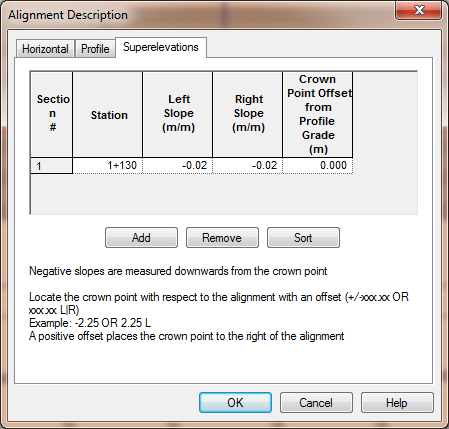 Alignment Description
Horizontal Profile Superelevations
Sectio
n
#
Station
Left
Slope
(m/m)
Right
Slope
(m/m)
Crown
Point Offset
from
Profile
Grade
(m)
1 1+130 -0.02 -0.02 0.000
Add Remove Sort
Negative slopes are measured downwards from the crown point
Locate the crown point with respect to the alignment with an offset (+/-xxx.xx OR
xxx.xx L|R)
Example: -2.25 OR 2.25 L
A positive offset places the crown point to the right of the alignment
OK Cancel Help